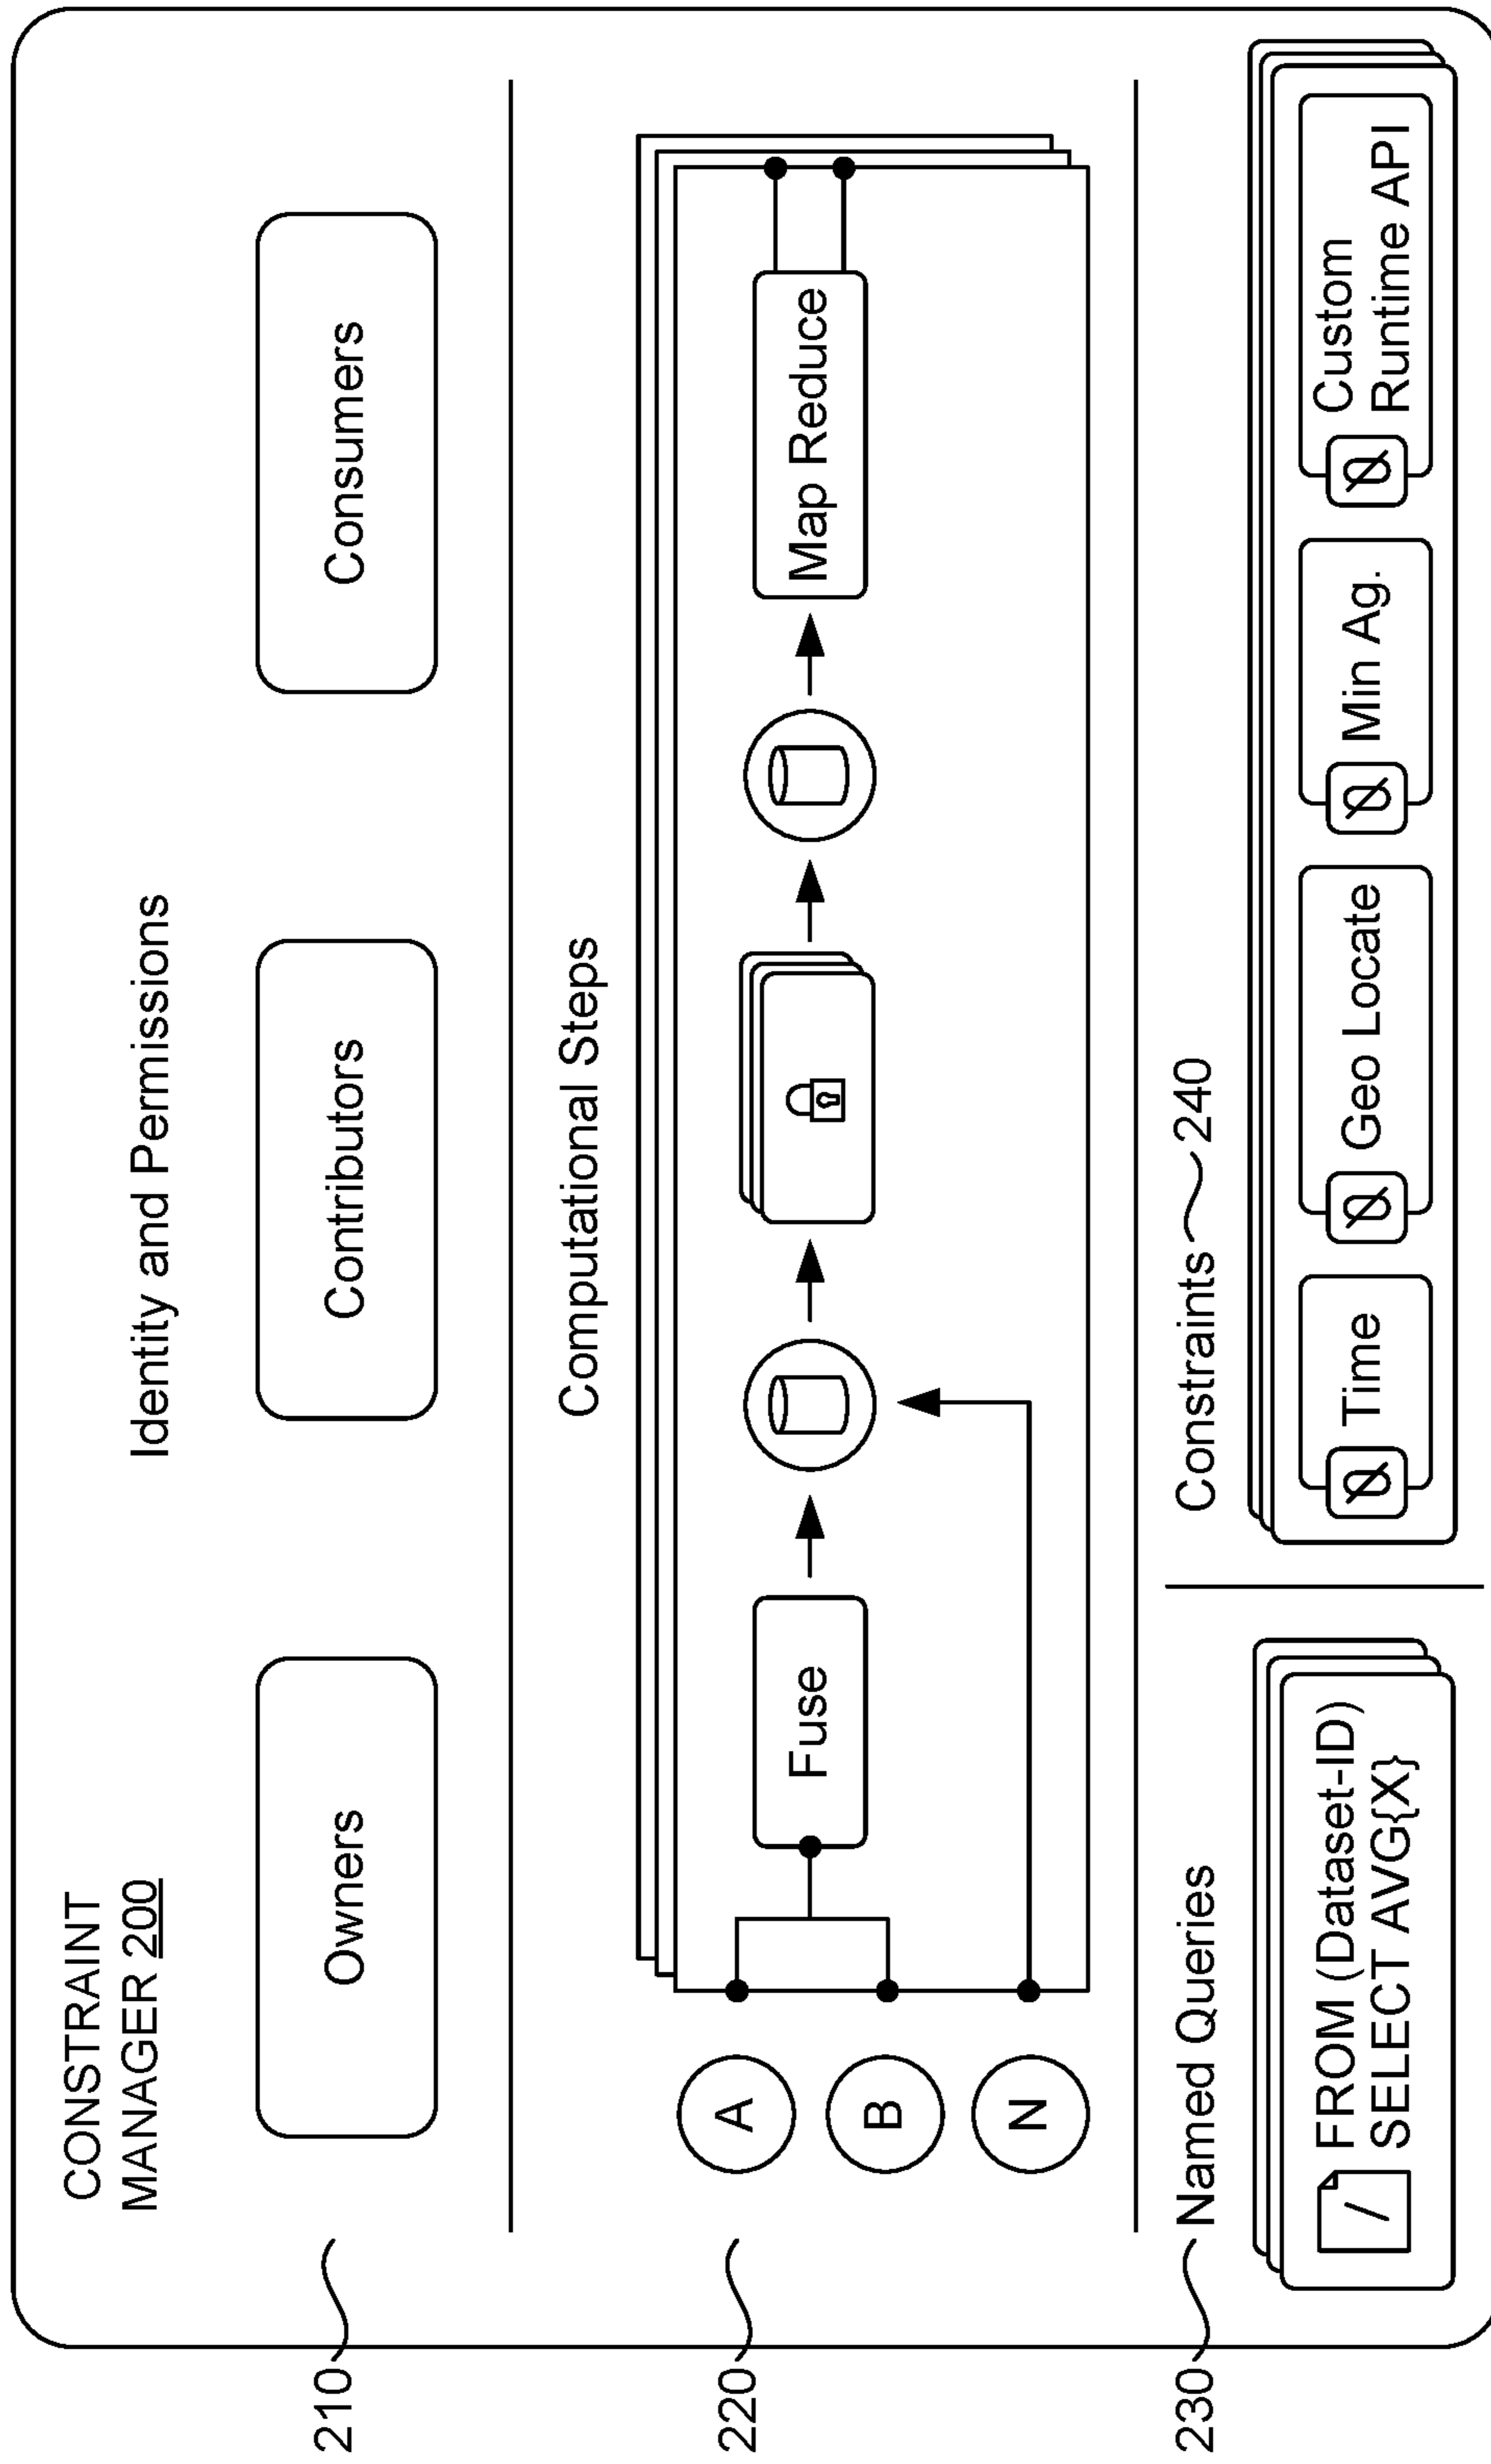 CONSTRAINT
MANAGER 200
Identity and Permissions
210
Owners
Contributors
Consumers
Computational Steps
220
A
B
N
Fuse
Map Reduce
230
Named Queries
FROM (Dataset-ID)
SELECT AVG{X}
/
Constraints 240
Time
Geo Locate
Min Ag.
Custom
Runtime API